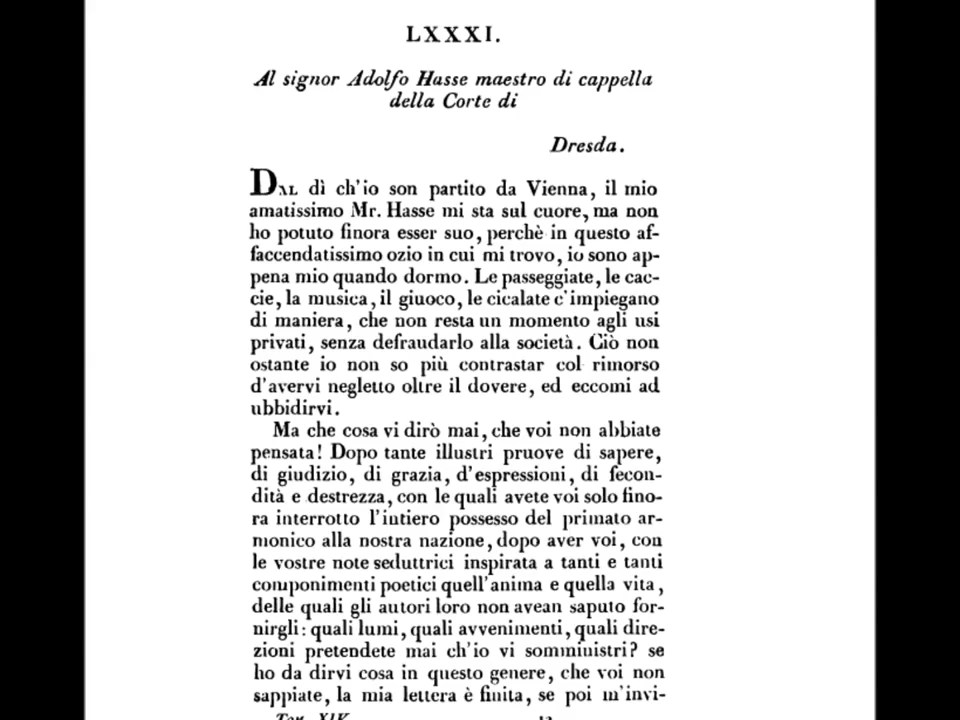 LXXXI.
Al signor Adolfo Hasse maestro di cappella
della Corte di
Dresda.
DAL dì ch'io son partito da Vienna, il mio
amatissimo Mr. Hasse mi sta sul cuore, ma non
ho potuto finora esser suo, perchè in questo af-
faccendatissimo ozio in cui mi trovo, io sono ap-
pena mio quando dormo. Le passeggiate, le cac-
cie, la musica, il giuoco, le cicalate c'impiegano
di maniera, che non resta un momento agli usi
privati, senza defraudarlo alla società. Ciò non
ostante io non so più contrastar col rimorso
d'avervi negletto oltre il dovere, ed eccomi ad
ubbidirvi.
Ma che cosa vi dirò mai, che voi non abbiate
pensata! Dopo tante illustri pruove di sapere,
di giudizio, di grazia, d'espressioni, di fecon-
dità e destrezza, con le quali avete voi solo fino-
ra interrotto l'intiero possesso del primato ar-
monico alla nostra nazione, dopo aver voi, con
le vostre note seduttrici inspirata a tanti e tanti
componimenti poetici quell'anima e quella vita,
delle quali gli autori loro non avean saputo for-
nirgli: quali lumi, quali avvenimenti, quali dire-
zioni pretendete mai ch'io vi somministri? se
ho da dirvi cosa in questo genere, che voi non
sappiate, la mia lettera è finita, se poi m'invi-
Tom. XIV.